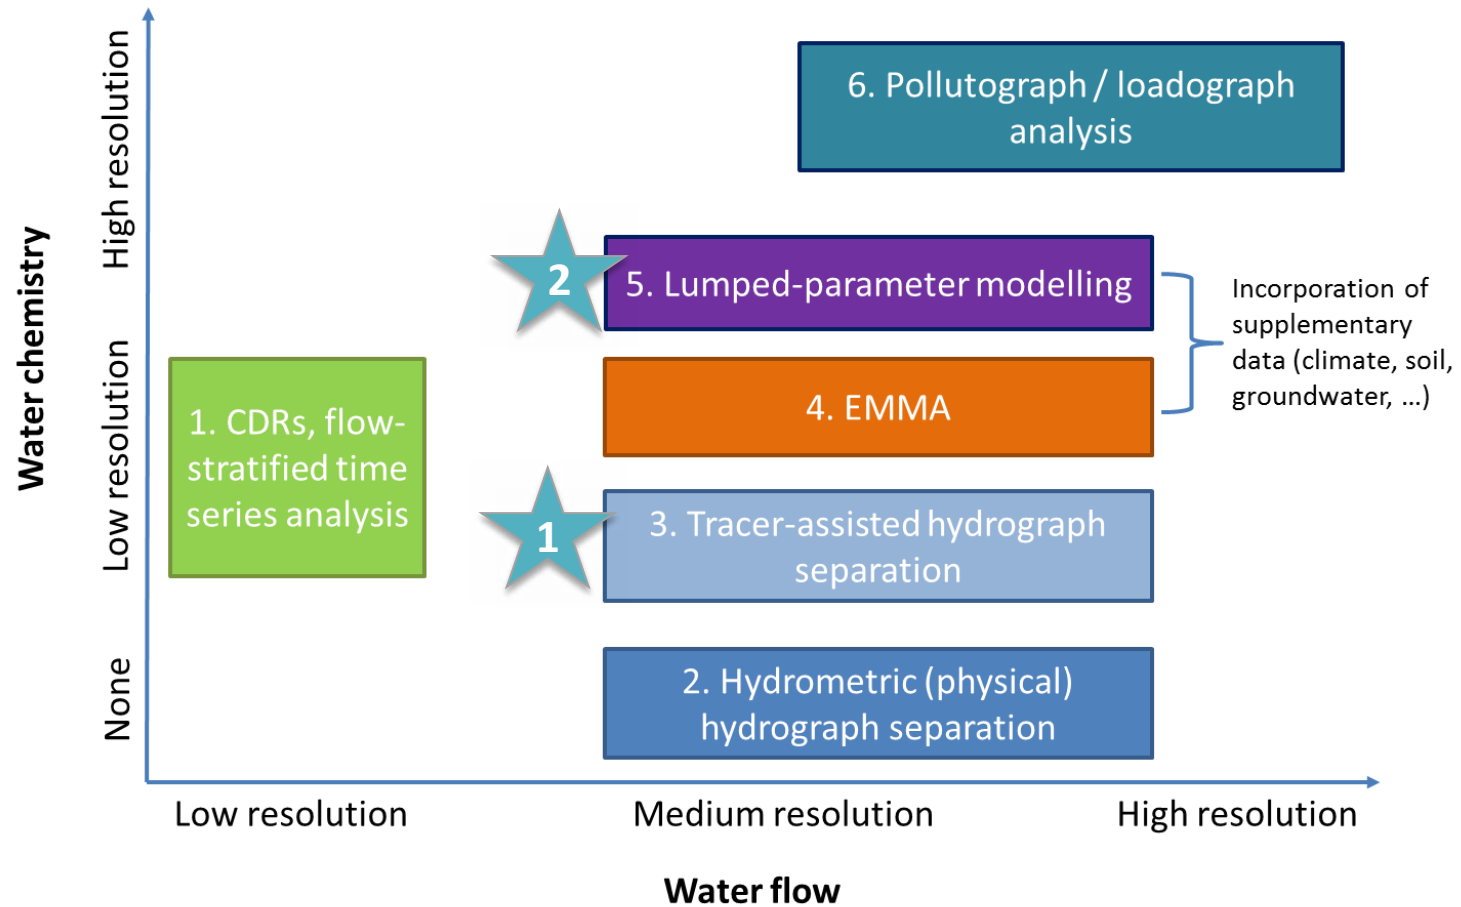 Water chemistry
High resolution
Low resolution
None
6. Pollutograph / loadograph
analysis
2
5. Lumped-parameter modelling
Incorporation of
supplementary
data (climate, soil,
groundwater, ...)
1. CDRs, flow-
stratified time
series analysis
4. EMMA
1
3. Tracer-assisted hydrograph
separation
2. Hydrometric (physical)
hydrograph separation
Low resolution
Medium resolution
High resolution
Water flow